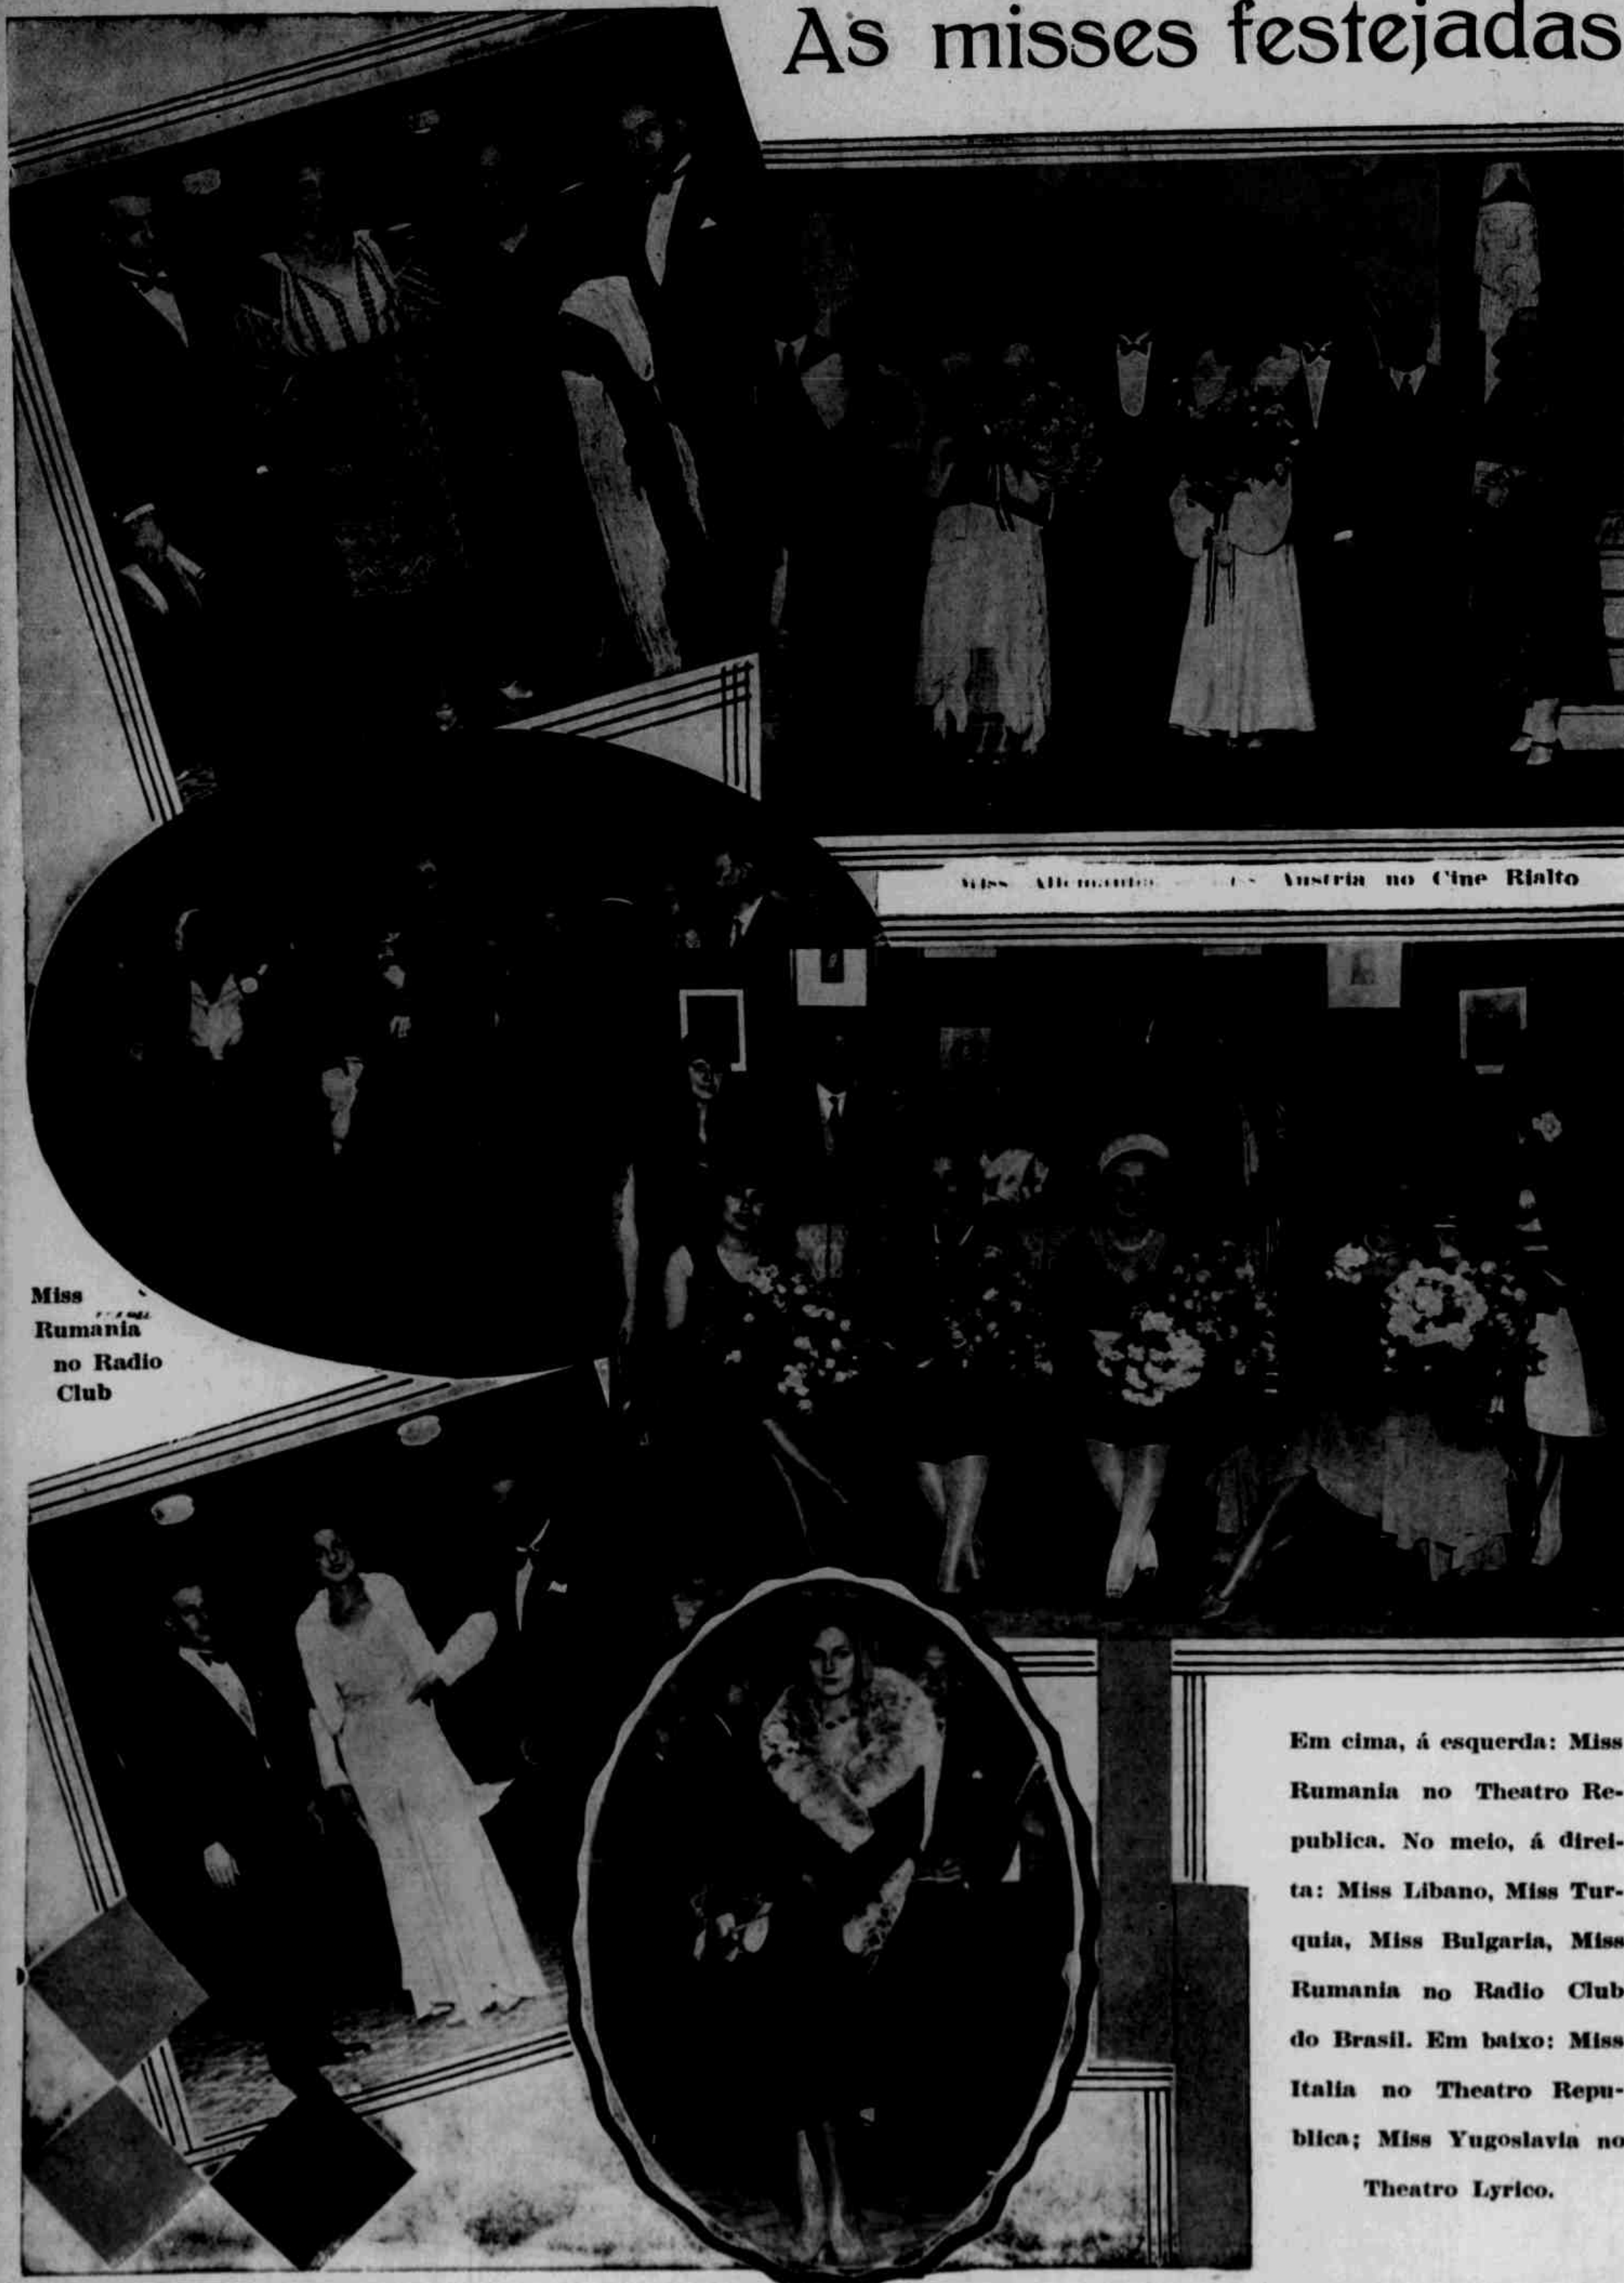 As misses festejadas
Miss Austria no Cine Rialto
Miss
Rumania
no Radio
Club
Em cima, á esquerda: Miss
Rumania no Theatro Re-
publica. No meio, á direi-
ta: Miss Libano, Miss Tur-
quia, Miss Bulgaria, Miss
Rumania no Radio Club
do Brasil. Em baixo: Miss
Italia no Theatro Repu-
blica; Miss Yugoslavia no
Theatro Lyrico.